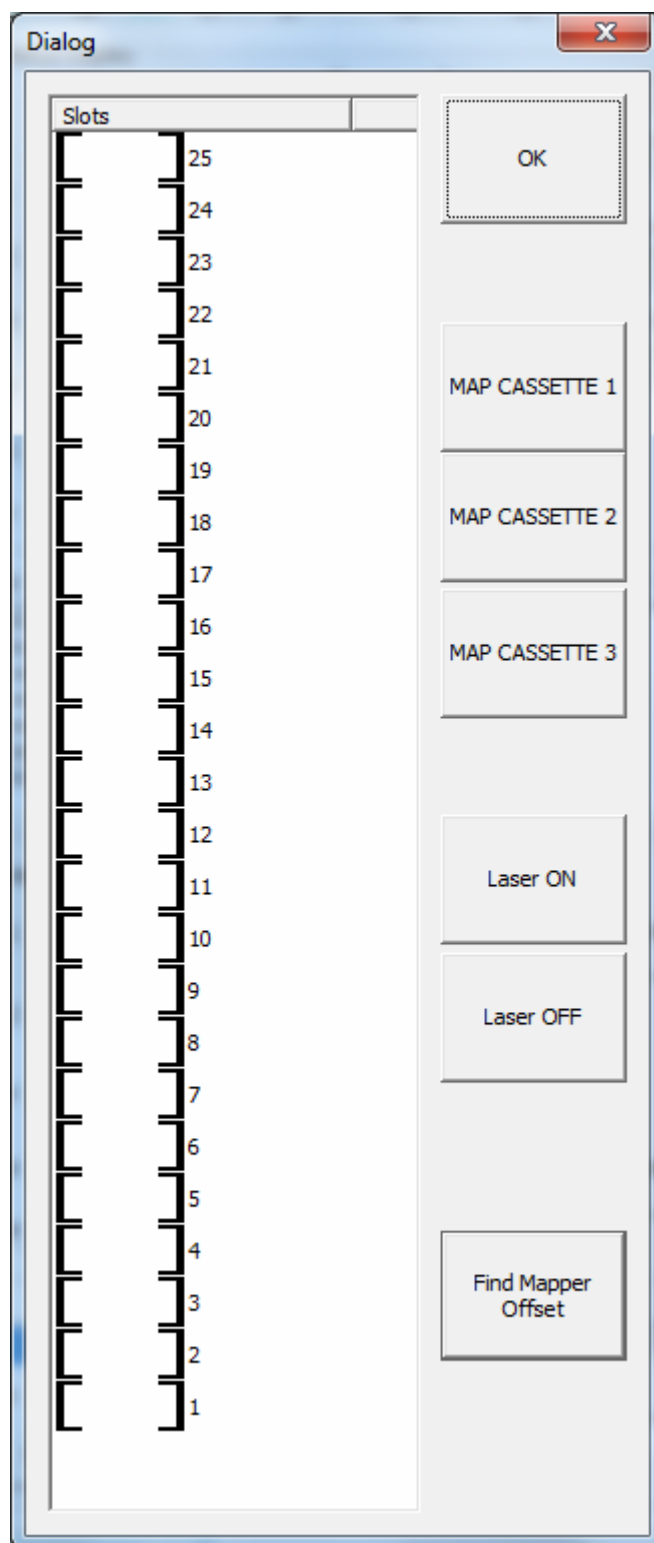 Dialog
Slots
25
24
23
22
21
20
19
18
17
16
15
14
13
12
11
10
9
8
7
6
5
4
3
2
1
OK
MAP CASSETTE 1
MAP CASSETTE 2
MAP CASSETTE 3
Laser ON
Laser OFF
Find Mapper
Offset